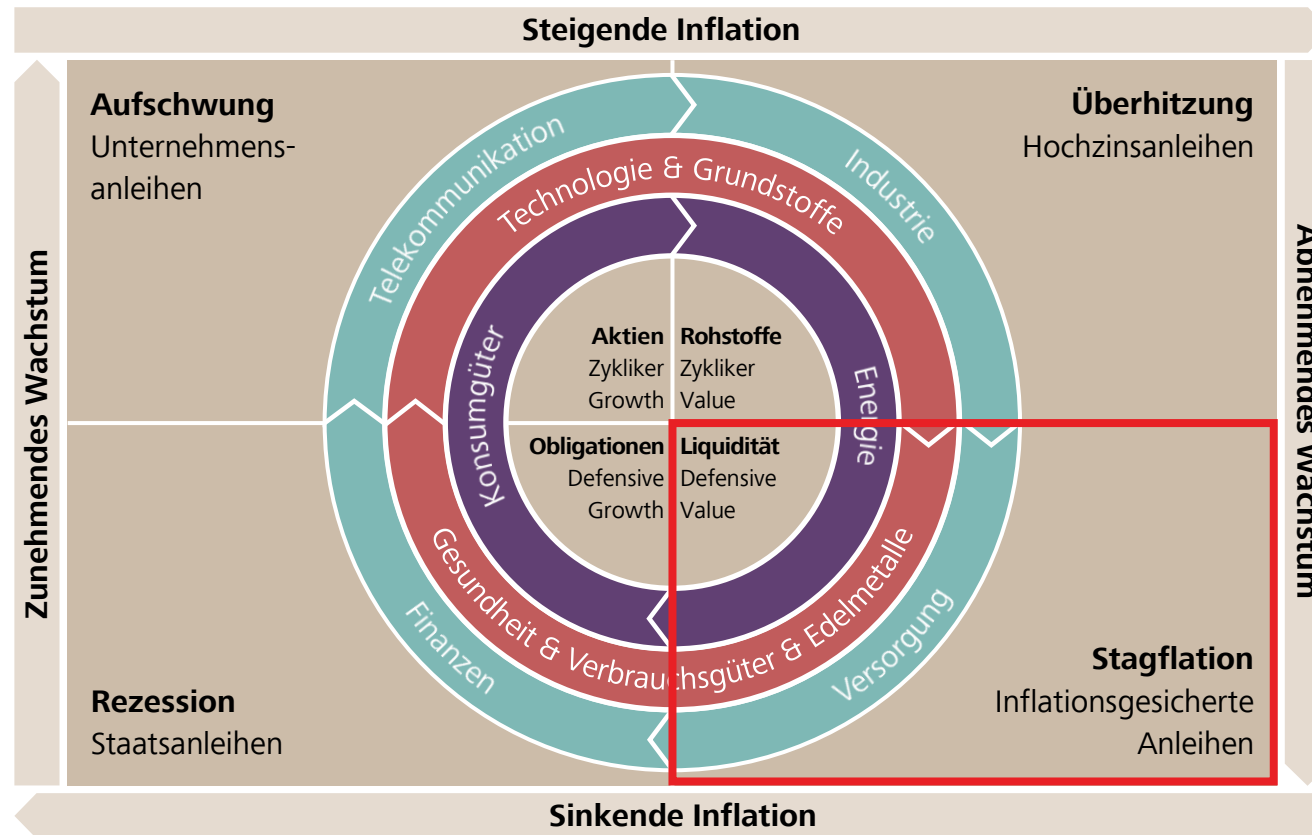 Steigende Inflation
Aufschwung
Unternehmens-
anleihen
Überhitzung
Hochzinsanleihen
Zunehmendes Wachstum
Abnehmendes Wachstum
Telekommunikation
Industrie
Technologie & Grundstoffe
Konsumgüter
Energie
Aktien
Zykliker
Growth
Rohstoffe
Zykliker
Value
Obligationen
Defensive
Growth
Liquidität
Defensive
Value
Gesundheit & Verbrauchsgüter & Edelmetalle
Finanzen
Versorgung
Rezession
Staatsanleihen
Stagflation
Inflationsgesicherte
Anleihen
Sinkende Inflation